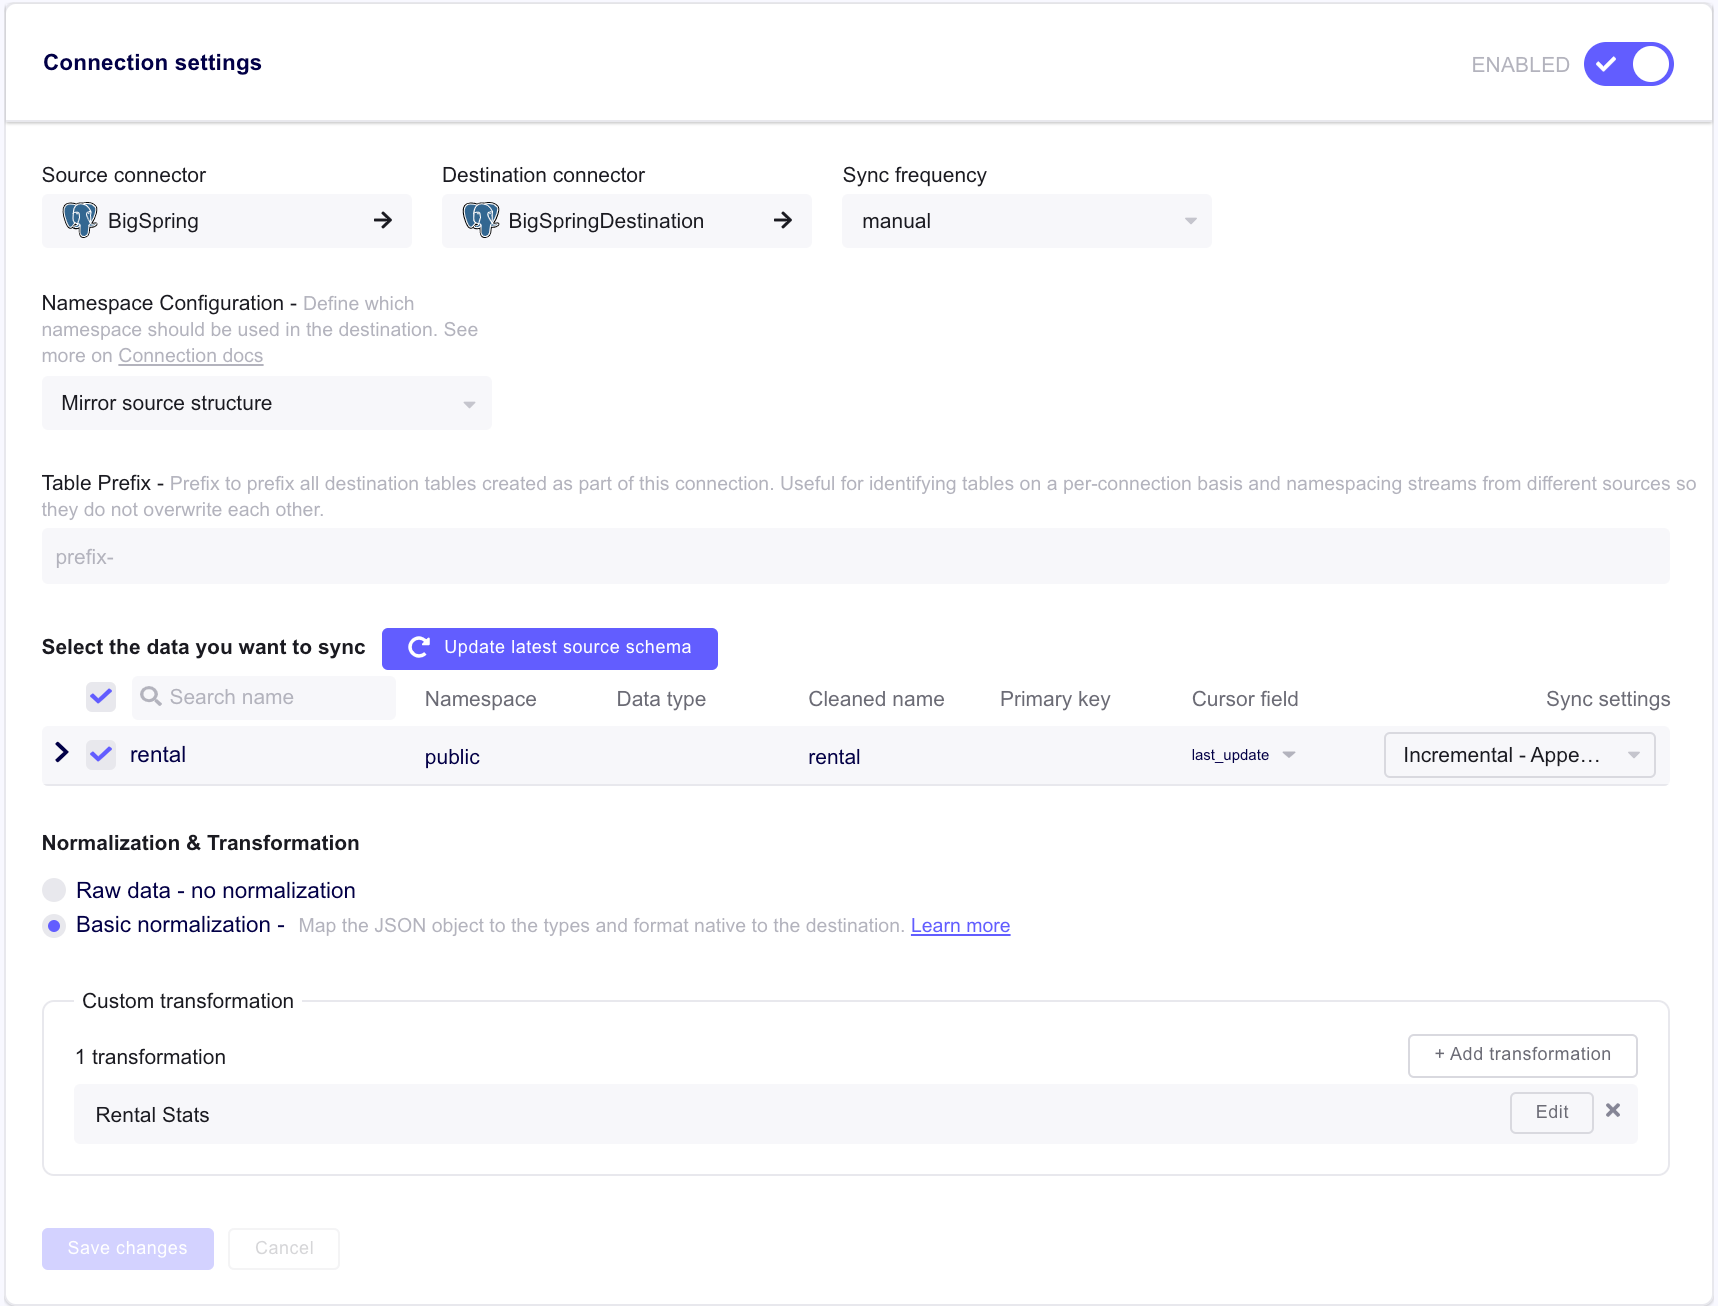 Connection settings
ENABLED
Source connector
Destination connector
Sync frequency
BigSpring
BigSpringDestination
manual
Namespace Configuration - Define which
namespace should be used in the destination. See
more on Connection docs
Mirror source structure
Table Prefix - Prefix to prefix all destination tables created as part of this connection. Useful for identifying tables on a per-connection basis and namespacing streams from different sources so
they do not overwrite each other.
prefix-
Select the data you want to sync
Update latest source schema
Search name
Namespace
Data type
Cleaned name
Primary key
Cursor field
Sync settings
rental
public
rental
last_update
Incremental - Appe...
Normalization & Transformation
Raw data - no normalization
Basic normalization - Map the JSON object to the types and format native to the destination. Learn more
Custom transformation
1 transformation
+ Add transformation
Rental Stats
Edit
Save changes
Cancel